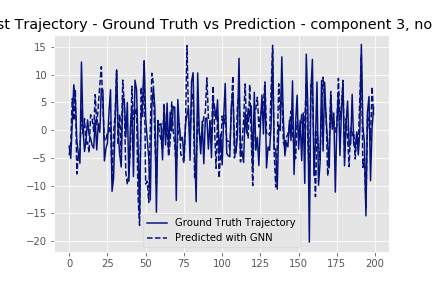 st Trajectory - Ground Truth vs Prediction - component 3, no
15
10
5
0
−5
−10
−15
−20
Ground Truth Trajectory
Predicted with GNN
0 25 50 75 100 125 150 175 200